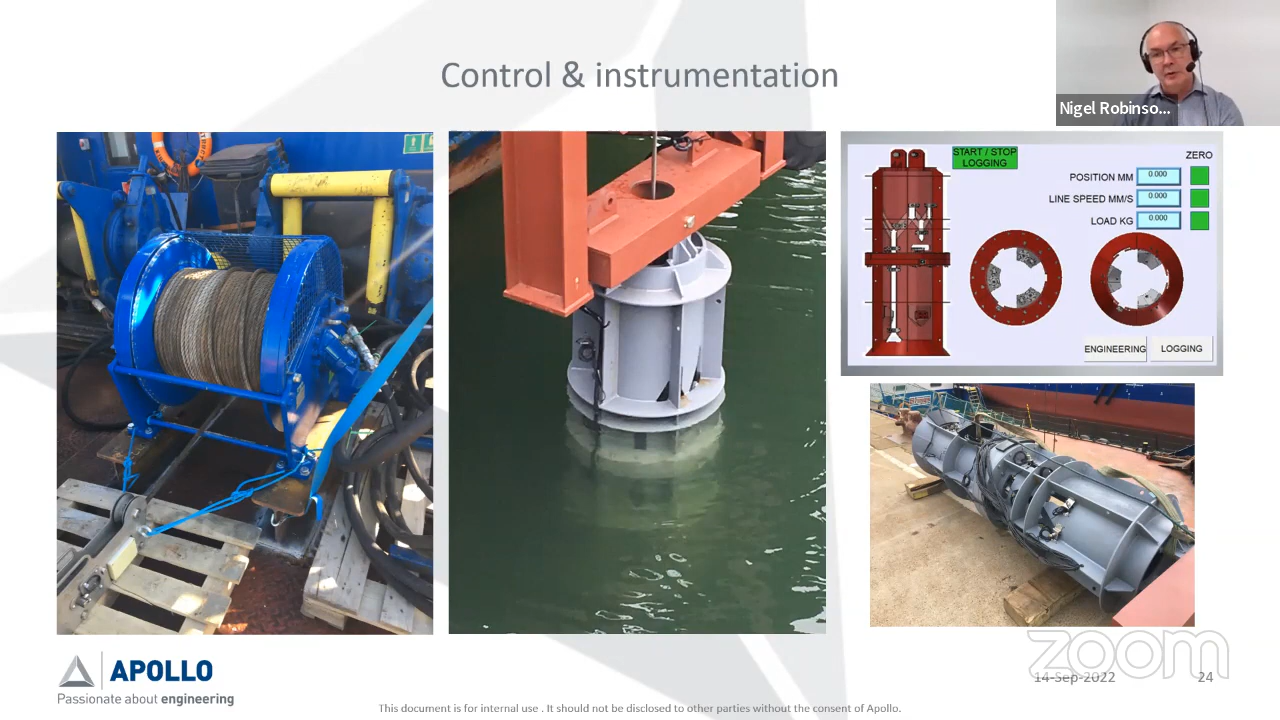 Control & instrumentation
Nigel Robinso...
START / STOP
LOGGING
ZERO
POSITION MM
0.000
LINE SPEED MM/S
0.000
LOAD KG
0.000
ENGINEERING
LOGGING
APOLLO
Passionate about engineering
zoom
14-Sep-2022
24
This document is for internal use . It should not be disclosed to other parties without the consent of Apollo.